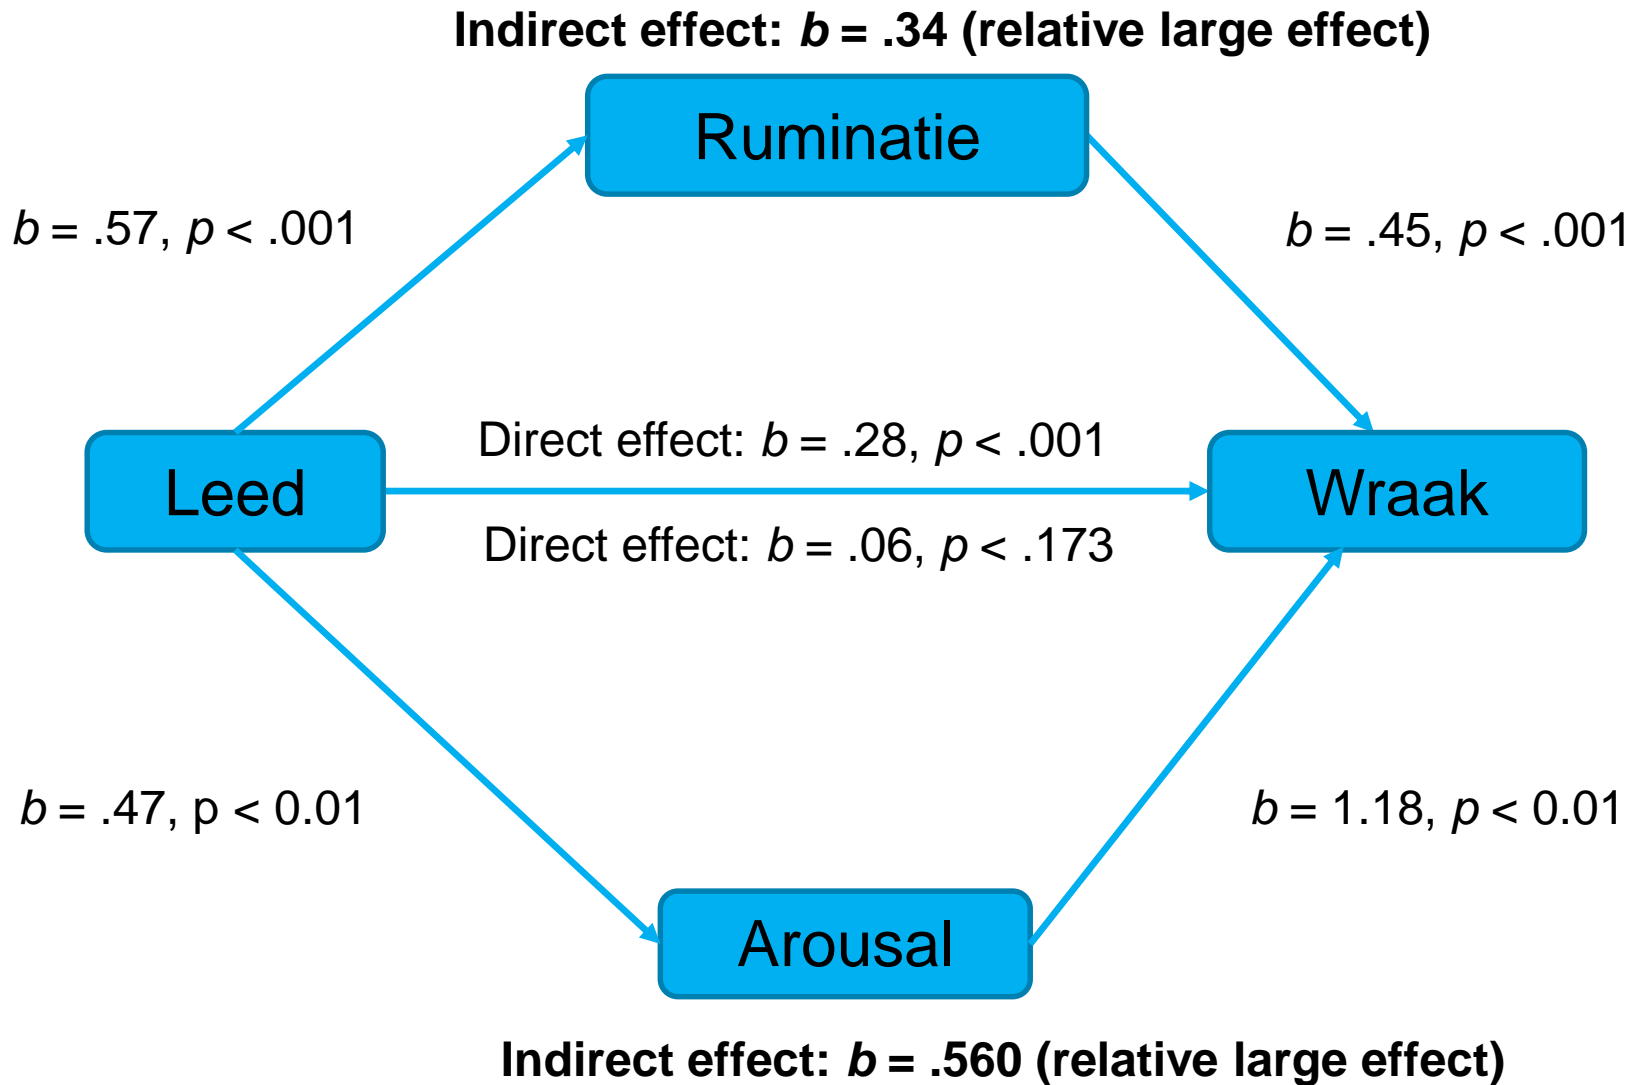 Indirect effect: b = .34 (relative large effect)
Ruminatie
b = .57, p < .001
b = .45, p < .001
Direct effect: b = .28, p < .001
Leed
Wraak
Direct effect: b = .06, p < .173
b = .47, p < 0.01
b = 1.18, p < 0.01
Arousal
Indirect effect: b = .560 (relative large effect)